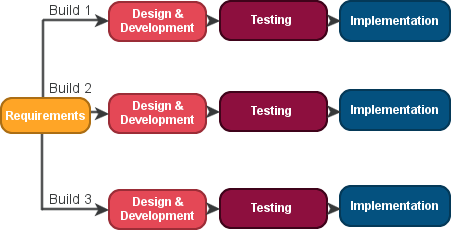 Build 1
Design &
Development
Testing
Implementation
Build 2
Requirements
Design &
Development
Testing
Implementation
Build 3
Design &
Development
Testing
Implementation